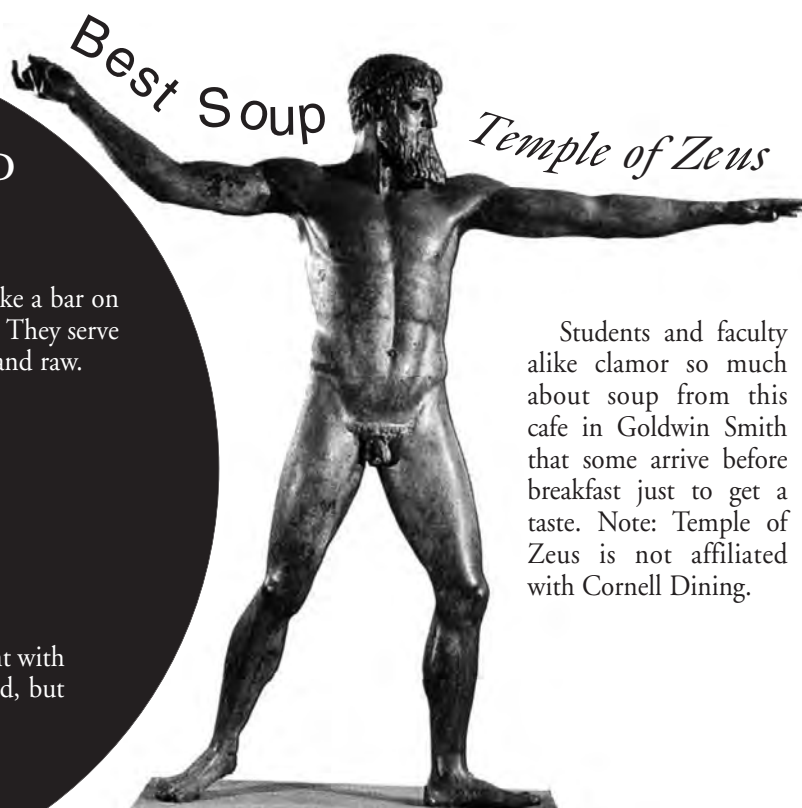 Best Soup
Temple of Zeus
ke a bar on
They serve
and raw.
Students and faculty
alike clamor so much
about soup from this
cafe in Goldwin Smith
that some arrive before
breakfast just to get a
taste. Note: Temple of
Zeus is not affiliated
with Cornell Dining.
with
d, but